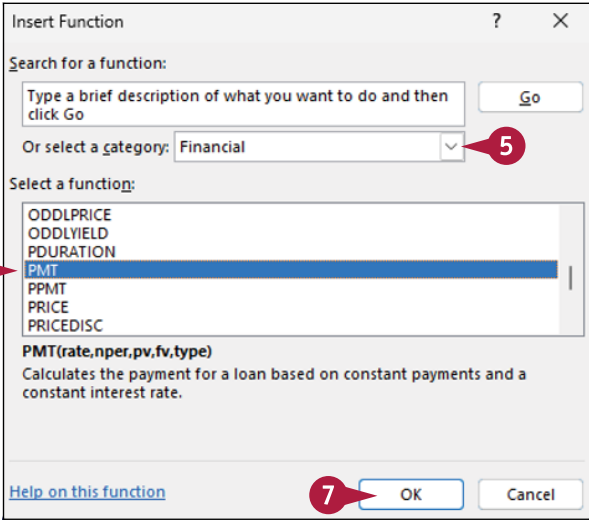 Insert Function ? ×
Search for a function:
Type a brief description of what you want to do and then
click Go
Go
Or select a category: Financial
5
Select a function:
ODDLPRICE
ODDLYIELD
PDURATION
PMT
PPMT
PRICE
PRICEDISC
PMT(rate,nper,pv,fv,type)
Calculates the payment for a loan based on constant payments and a
constant interest rate.
Help on this function
7
OK
Cancel